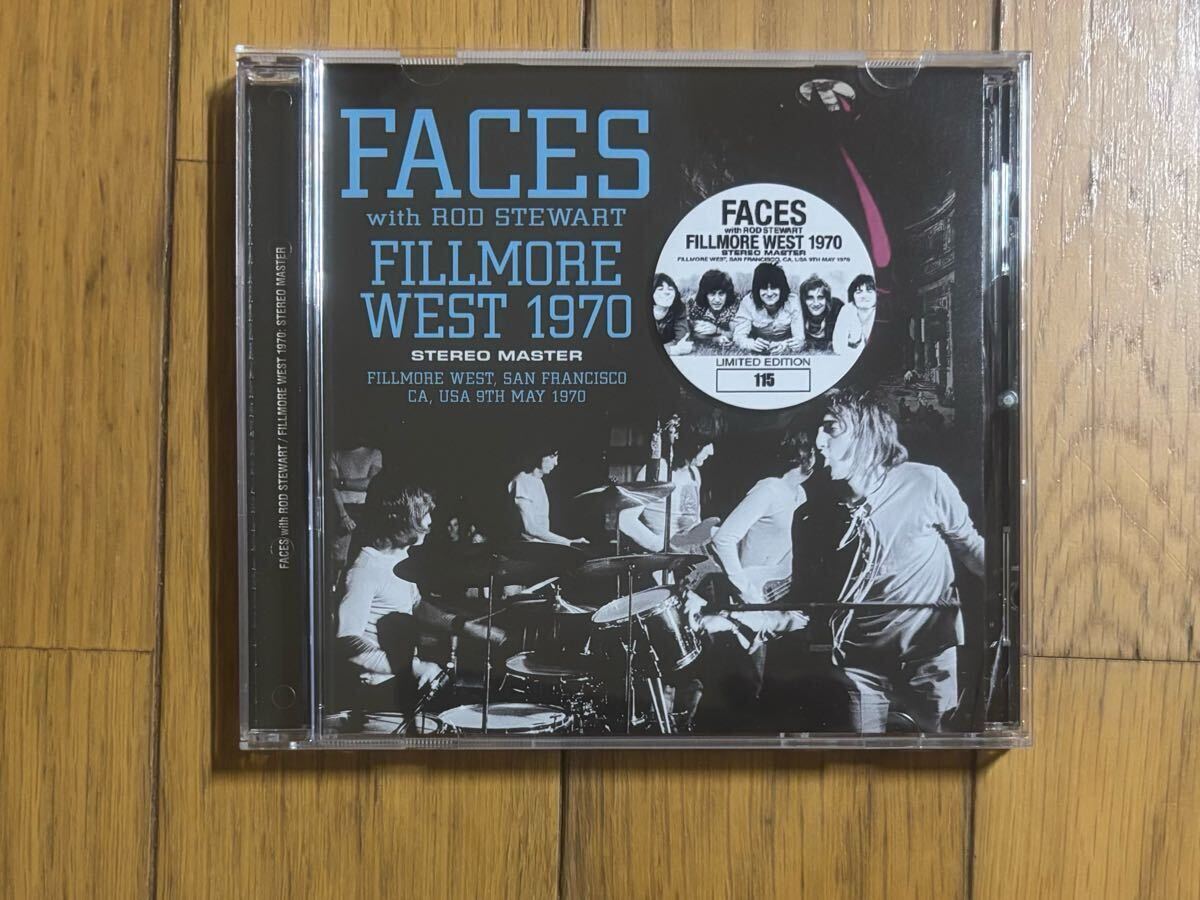 FACES with ROD STEWART / FILLMORE WEST 1970: STEREO MASTER
FACES
with ROD STEWART
FILLMORE
WEST 1970
STEREO MASTER
FILLMORE WEST, SAN FRANCISCO
CA, USA 9TH MAY 1970
FACES
with ROD STEWART
FILLMORE WEST 1970
STEREO MASTER
FILLMORE WEST, SAN FRANCISCO, CA, USA 9TH MAY 1970
LIMITED EDITION
115